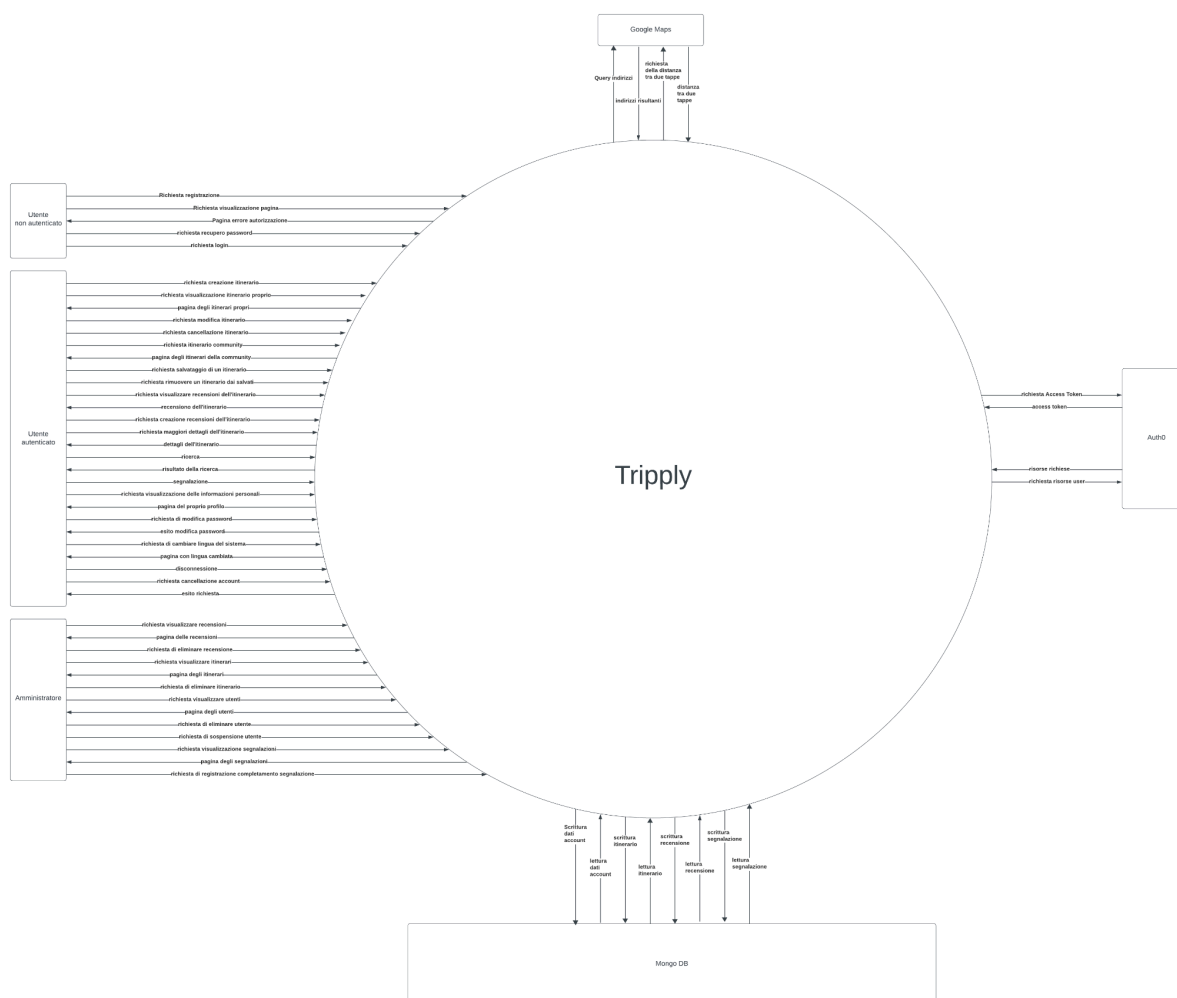 Google Maps
Query indirizzi
indirizzi risultanti
richiesta
della distanza
tra due tappe
distanza
tra due
tappe
Utente
non autenticato
Richiesta registrazione
Richiesta visualizzazione pagina
Pagina errore autorizzazione
richiesta recupero password
richiesta login
Utente
autenticato
richiesta creazione itinerario
richiesta visualizzazione itinerario proprio
pagina degli itinerari propri
richiesta modifica itinerario
richiesta cancellazione itinerario
richiesta itinerario community
pagina degli itineari della community
richiesta salvataggio di un itinerario
richiesta rimuovere un itinerario dai salvati
richiesta visualizzare recensioni dell'itinerario
recensiono dell'itinerario
richiesta creazione recensioni dell'itinerario
richiesta maggiori dettagli dell'itinerario
dettagli dell'itinerario
ricerca
risultato della ricerca
segnalazione
richiesta visualizzazione delle informazioni personali
pagina del proprio profilo
richiesta di modifica password
esito modifica password
richiesta di cambiare lingua del sistema
pagina con lingua cambiata
disconnessione
richiesta cancellazione account
esito richiesta
Tripply
richiesta Access Token
access token
risorse richiese
richiesta risorse user
Auth0
Amministratore
richiesta visualizzare recensioni
pagina delle recensioni
richiesta di eliminare recensione
richiesta visualizzare itinerari
pagina degli itinerari
richiesta di eliminare itinerario
richiesta visualizzare utenti
pagina degli utenti
richiesta di eliminare utente
richiesta di sospensione utente
richiesta visualizzazione segnalazioni
pagina degli segnalazioni
richiesta di registrazione completamento segnalazione
Scrittura
dati
account
lettura
dati
account
scrittura
itinerario
lettura
itinerario
scrittura
recensione
lettura
recensione
scrittura
segnalazione
lettura
segnalazione
Mongo DB